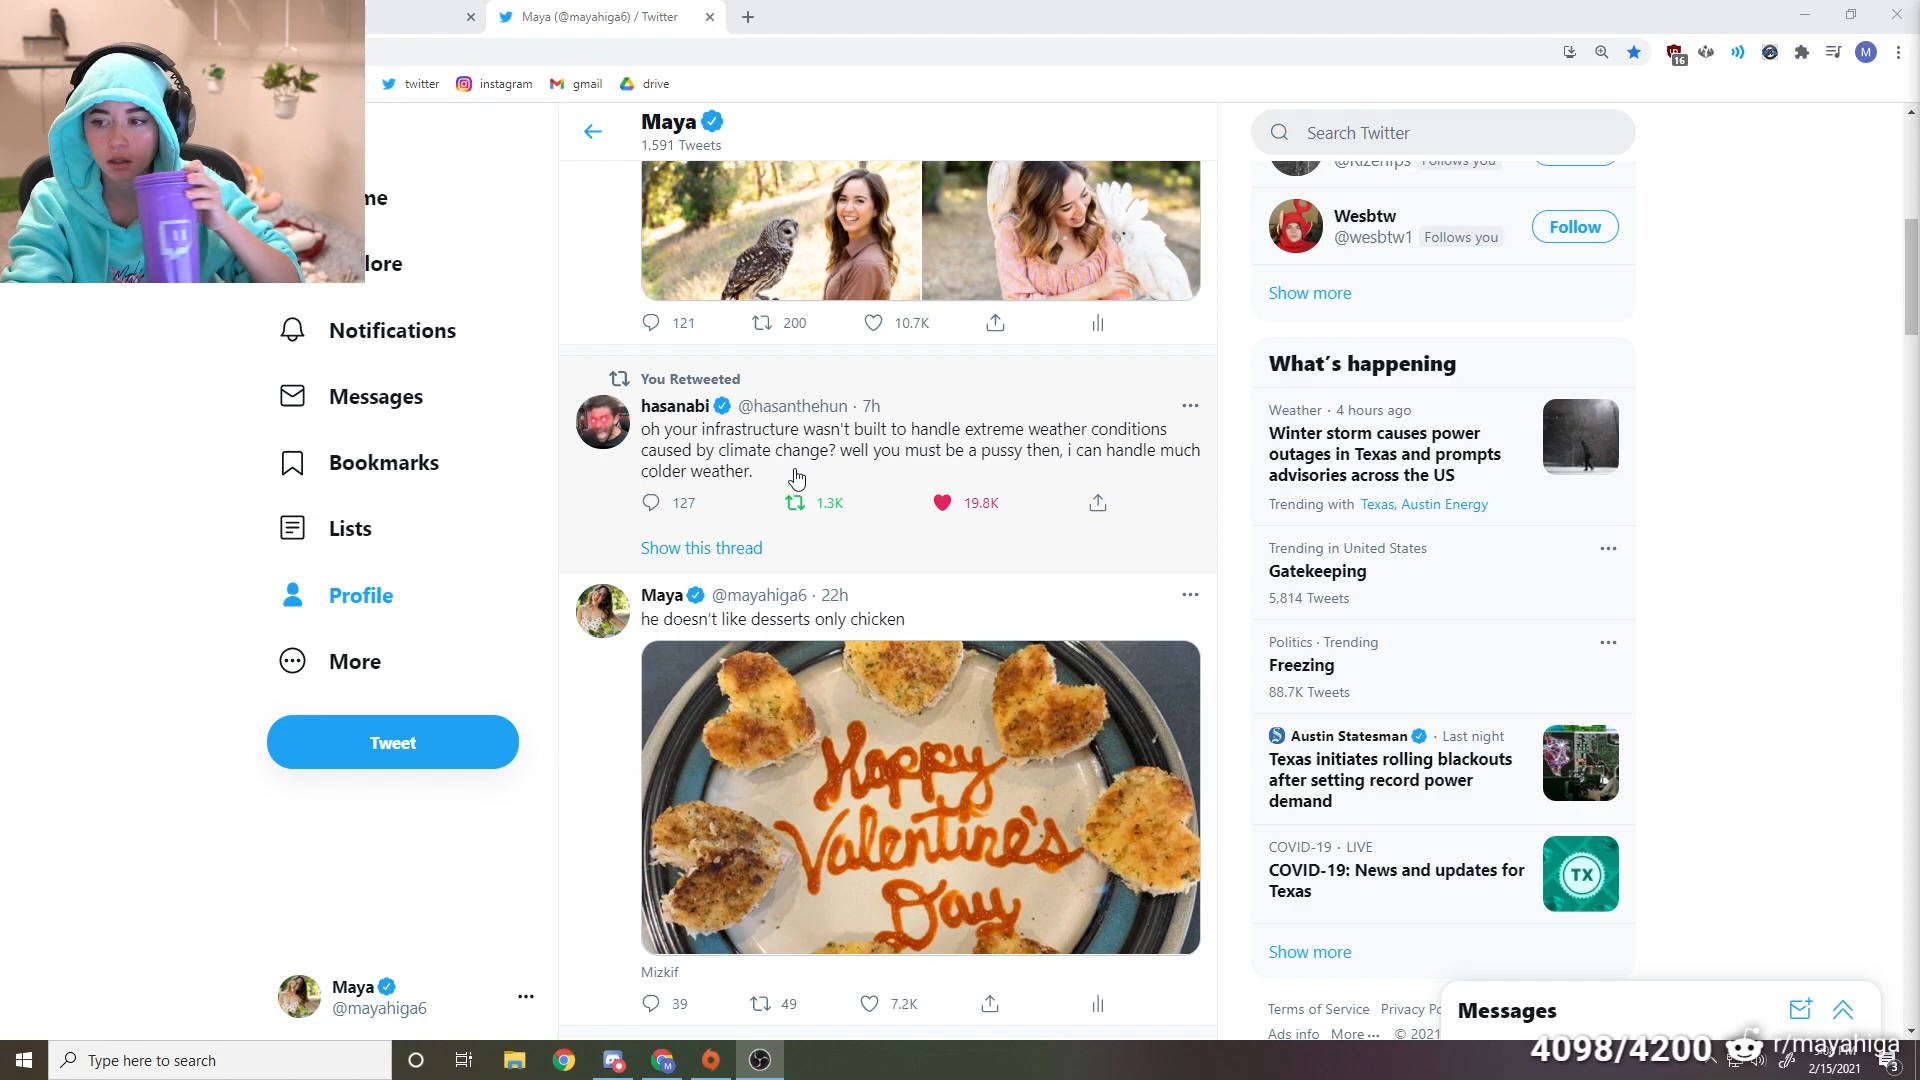 Maya (@mayahiga6) / Twitter
16
M
twitter
instagram
gmail
drive
Maya
1,591 Tweets
Search Twitter
Follows you
me
lore
Notifications
Messages
Bookmarks
Lists
Profile
More
Tweet
Maya
@mayahiga6
121
200
10.7K
You Retweeted
hasanabi @hasanthehun · 7h
oh your infrastructure wasn't built to handle extreme weather conditions
caused by climate change? well you must be a pussy then, i can handle much
colder weather.
127
1.3K
19.8K
Show this thread
Maya @mayahiga6 · 22h
he doesn't like desserts only chicken
Happy
Valentine's
Day
Mizkif
39
49
7.2K
Wesbtw
@wesbtw1 Follows you
Follow
Show more
What's happening
Weather · 4 hours ago
Winter storm causes power
outages in Texas and prompts
advisories across the US
Trending with Texas, Austin Energy
Trending in United States
Gatekeeping
5,814 Tweets
Politics · Trending
Freezing
88.7K Tweets
Austin Statesman · Last night
Texas initiates rolling blackouts
after setting record power
demand
COVID-19 · LIVE
COVID-19: News and updates for
Texas
TX
Show more
Terms of Service Privacy
Ads info More © 2021
Messages
4098/4200 r/mayahiga
Type here to search
M
2/15/2021
3